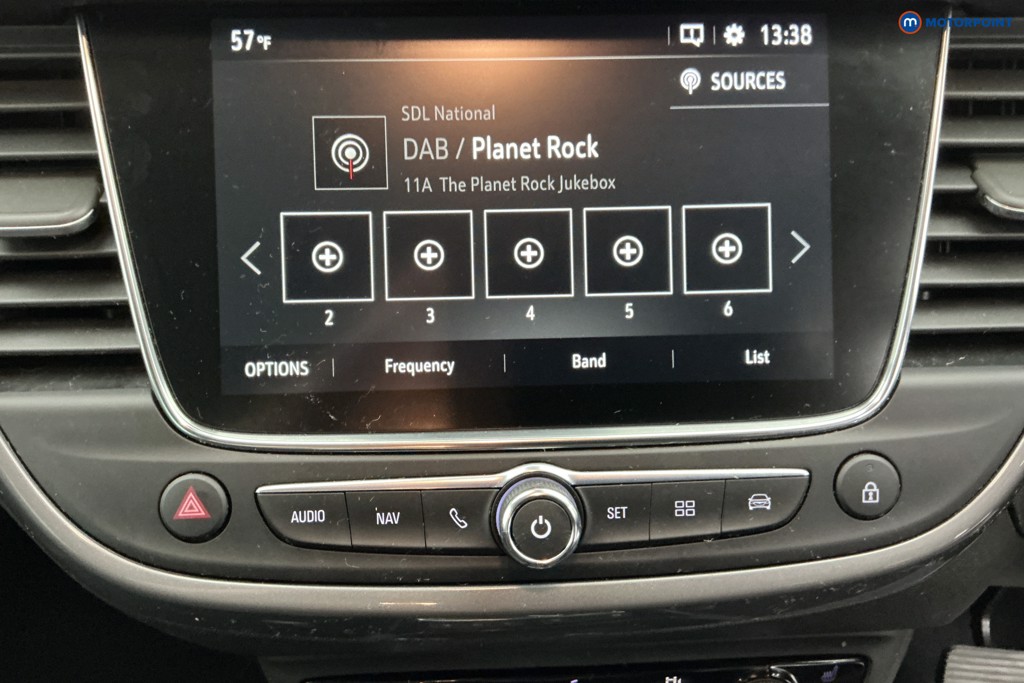 MOTORPOINT
57°F 13:38
SOURCES
SDL National
DAB / Planet Rock
11A The Planet Rock Jukebox
2 3 4 5 6
OPTIONS Frequency Band List
AUDIO NAV SET